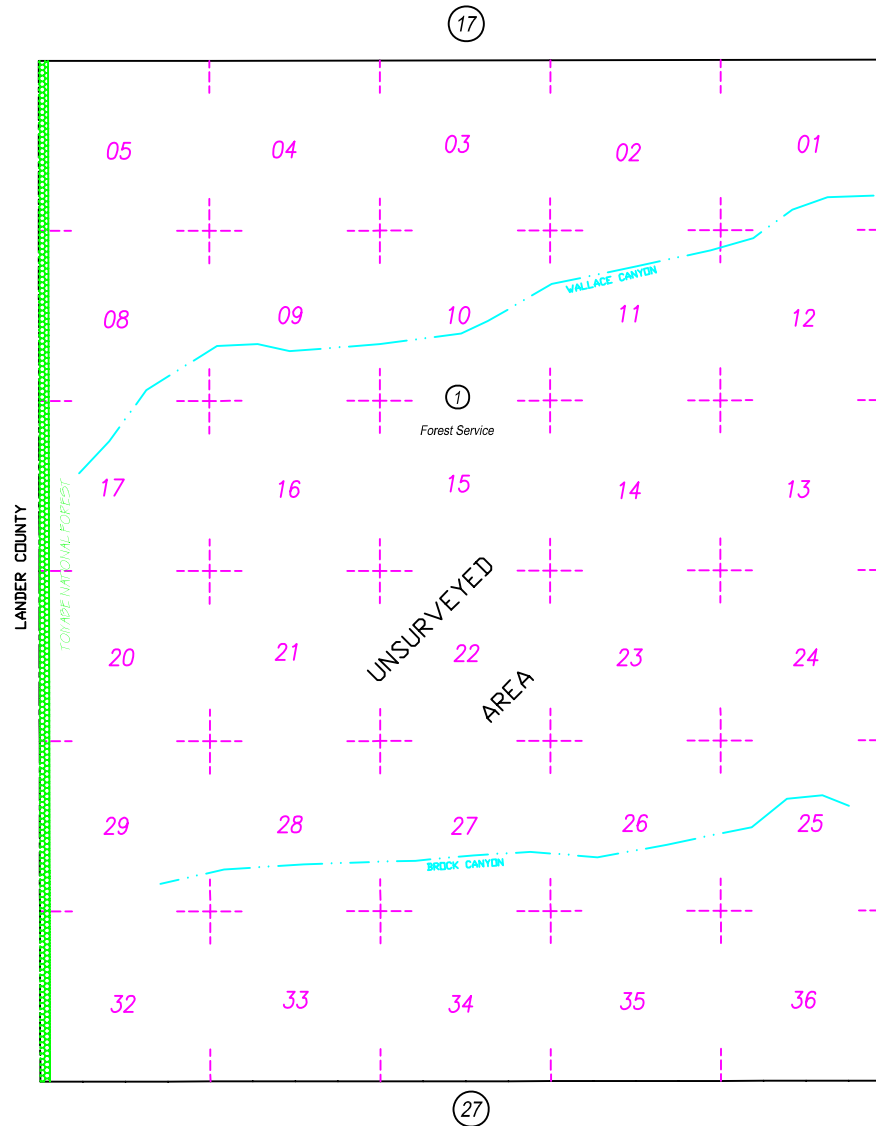 17
05 04 03 02 01
WALLACE CANYON
08 09 10 11 12
1
Forest Service
17 16 15 14 13
LANDER COUNTY
TOIYABE NATIONAL FOREST
UNSURVEYED
AREA
20 21 22 23 24
29 28 27 26 25
BROCK CANYON
32 33 34 35 36
27